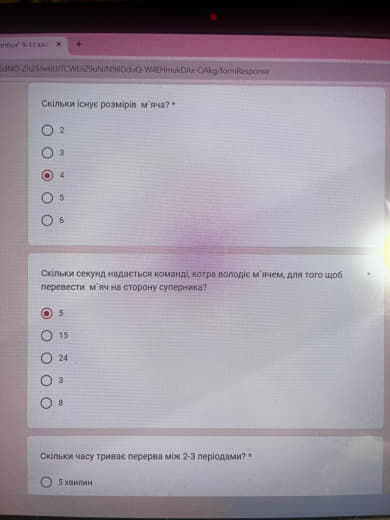 9-11 кл
formResponse
Скільки існує розмірів м`яча? *
2
3
4
5
6
Скільки секунд надається команді, котра володіє м`ячем, для того щоб *
перевести м`яч на сторону суперника?
5
15
24
3
8
Скільки часу триває перерва між 2-3 періодами? *
5 хвилин